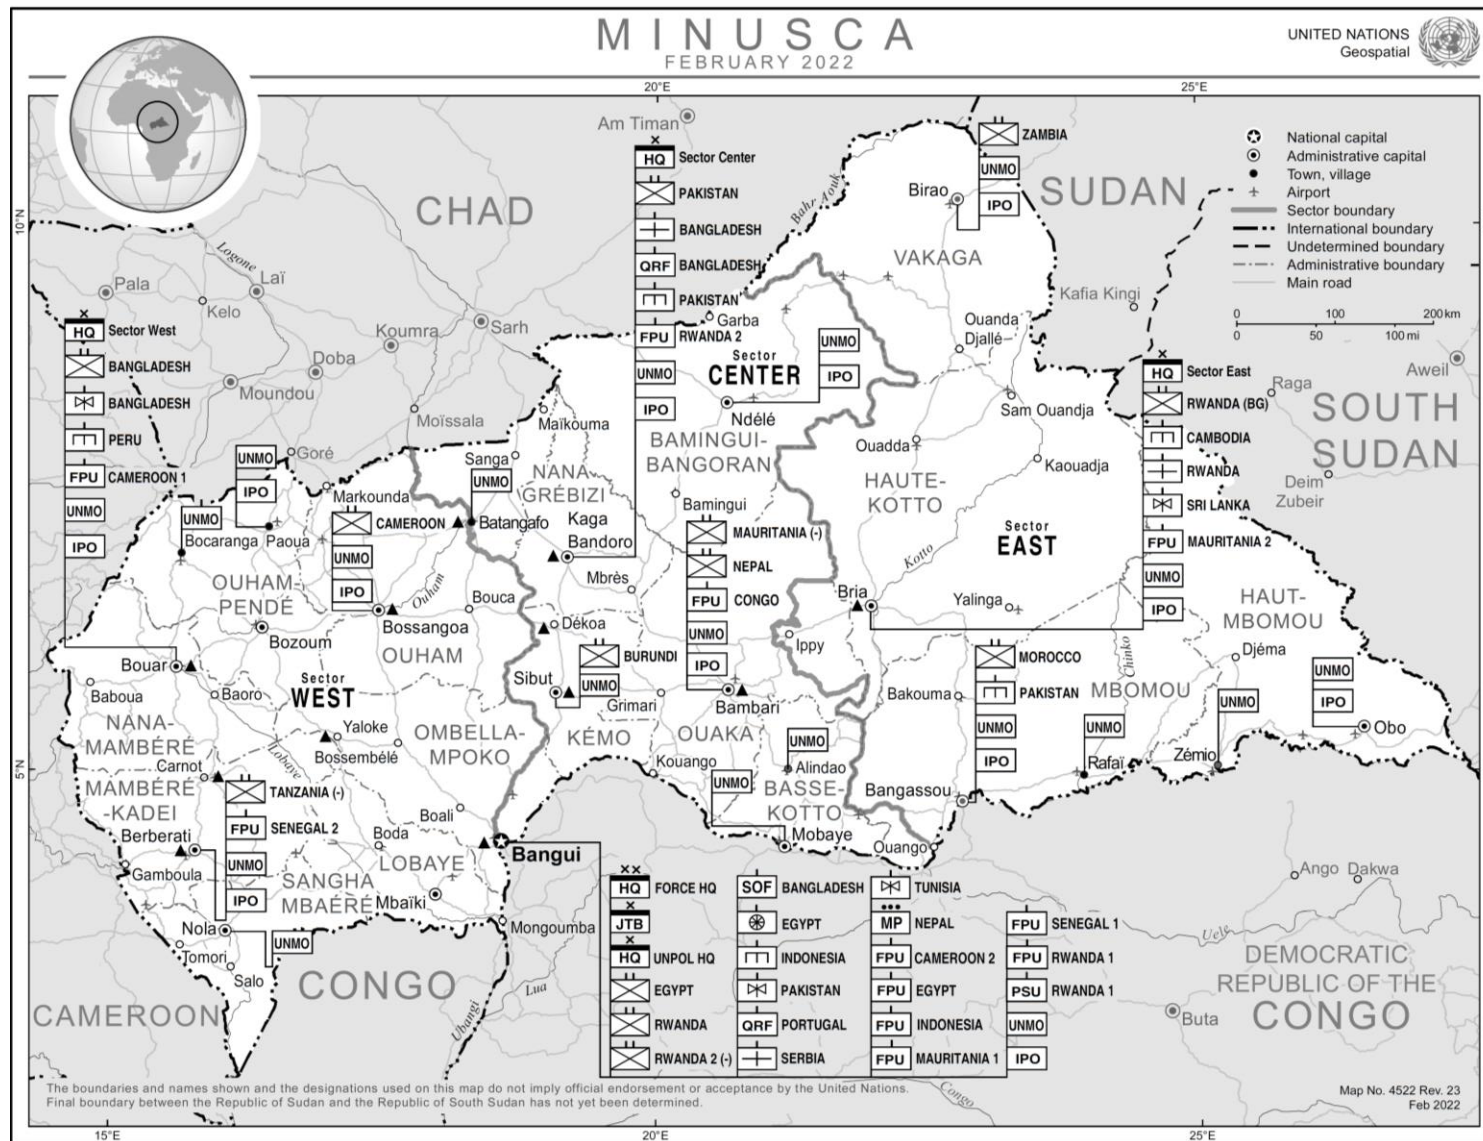 MINUSCA
FEBRUARY 2022
UNITED NATIONS
Geospatial
20°E
25°E
10°N
5°N
15°E
20°E
25°E
National capital
Administrative capital
Town, village
Airport
Sector boundary
International boundary
Undetermined boundary
Administrative boundary
Main road
0 100 200 km
0 50 100 mi
CHAD
SUDAN
SOUTH
SUDAN
CAMEROON
CONGO
DEMOCRATIC
REPUBLIC OF THE
CONGO
Am Timan
Bahr Aouk
Logone
Pala
Laï
Kelo
Koumra
Sarh
Doba
Moundou
Moïssala
Goré
Kafia Kingi
Raga
Aweil
Deim
Zubeir
HQ Sector West
BANGLADESH
BANGLADESH
PERU
FPU CAMEROON 1
UNMO
IPO
HQ Sector Center
PAKISTAN
BANGLADESH
QRF BANGLADESH
PAKISTAN
FPU RWANDA 2
UNMO
IPO
ZAMBIA
UNMO
IPO
Birao
VAKAGA
Garba
Sector
CENTER
UNMO
IPO
Ndélé
BAMINGUI-
BANGORAN
Bamingui
Ouanda
Djallé
Sam Ouandja
Ouadda
Kaouadja
HAUTE-
KOTTO
Sector
EAST
Kotto
HQ Sector East
RWANDA (BG)
CAMBODIA
RWANDA
SRI LANKA
FPU MAURITANIA 2
UNMO
IPO
Maïkouma
Sanga
NANA-
GRÉBIZI
UNMO
Batangafo
Kaga
Bandoro
Mbrès
Markounda
UNMO
IPO
Paoua
UNMO
Bocaranga
CAMEROON
UNMO
IPO
Bossangoa
Ouham
Bouca
OUHAM-
PENDÉ
Bozoum
OUHAM
Dékoa
BURUNDI
UNMO
Sibut
Grimari
MAURITANIA (-)
NEPAL
FPU CONGO
UNMO
IPO
Bambari
Ippy
Bria
Yalinga
Chinko
HAUT-
MBOMOU
Djéma
UNMO
IPO
Obo
MOROCCO
PAKISTAN
UNMO
IPO
Bakouma
MBOMOU
UNMO
Rafaï
UNMO
Zémio
Bangassou
Bouar
Baboua
Baoro
Sector
WEST
NANA-
MAMBÉRÉ
Yaloke
Bossembélé
Lobaye
OMBELLA-
MPOKO
KÉMO
OUAKA
Kouango
UNMO
Alindao
UNMO
BASSE-
KOTTO
Mobaye
Ouango
Carnot
MAMBÉRÉ
-KADEI
TANZANIA (-)
FPU SENEGAL 2
UNMO
IPO
Berberati
Gamboula
Boali
Boda
LOBAYE
Bangui
SANGHA
MBAÉRÉ
Mbaïki
Mongoumba
Nola
UNMO
Tomori
Salo
Lua
Ubangi
Congo
Uele
Ango
Dakwa
Buta
HQ FORCE HQ
JTB
HQ UNPOL HQ
EGYPT
RWANDA
RWANDA 2 (-)
SOF BANGLADESH
EGYPT
INDONESIA
PAKISTAN
QRF PORTUGAL
SERBIA
TUNISIA
MP NEPAL
FPU CAMEROON 2
FPU EGYPT
FPU INDONESIA
FPU MAURITANIA 1
FPU SENEGAL 1
FPU RWANDA 1
PSU RWANDA 1
UNMO
IPO
The boundaries and names shown and the designations used on this map do not imply official endorsement or acceptance by the United Nations.
Final boundary between the Republic of Sudan and the Republic of South Sudan has not yet been determined.
Map No. 4522 Rev. 23
Feb 2022